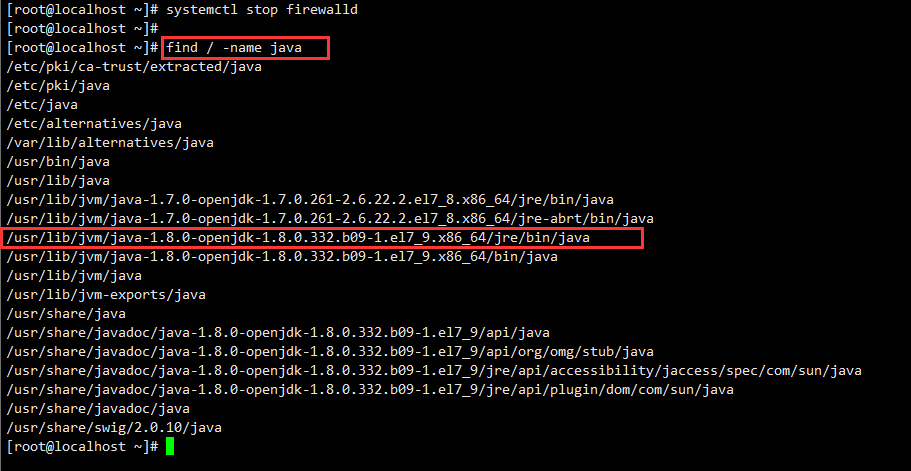 [root@localhost ~]# systemctl stop firewalld
[root@localhost ~]#
[root@localhost ~]# find / -name java
/etc/pki/ca-trust/extracted/java
/etc/pki/java
/etc/java
/etc/alternatives/java
/var/lib/alternatives/java
/usr/bin/java
/usr/lib/java
/usr/lib/jvm/java-1.7.0-openjdk-1.7.0.261-2.6.22.2.el7_8.x86_64/jre/bin/java
/usr/lib/jvm/java-1.7.0-openjdk-1.7.0.261-2.6.22.2.el7_8.x86_64/jre-abrt/bin/java
/usr/lib/jvm/java-1.8.0-openjdk-1.8.0.332.b09-1.el7_9.x86_64/jre/bin/java
/usr/lib/jvm/java-1.8.0-openjdk-1.8.0.332.b09-1.el7_9.x86_64/bin/java
/usr/lib/jvm/java
/usr/lib/jvm-exports/java
/usr/share/java
/usr/share/javadoc/java-1.8.0-openjdk-1.8.0.332.b09-1.el7_9/api/java
/usr/share/javadoc/java-1.8.0-openjdk-1.8.0.332.b09-1.el7_9/api/org/omg/stub/java
/usr/share/javadoc/java-1.8.0-openjdk-1.8.0.332.b09-1.el7_9/jre/api/accessibility/jaccess/spec/com/sun/java
/usr/share/javadoc/java-1.8.0-openjdk-1.8.0.332.b09-1.el7_9/jre/api/plugin/dom/com/sun/java
/usr/share/javadoc/java
/usr/share/swig/2.0.10/java
[root@localhost ~]#